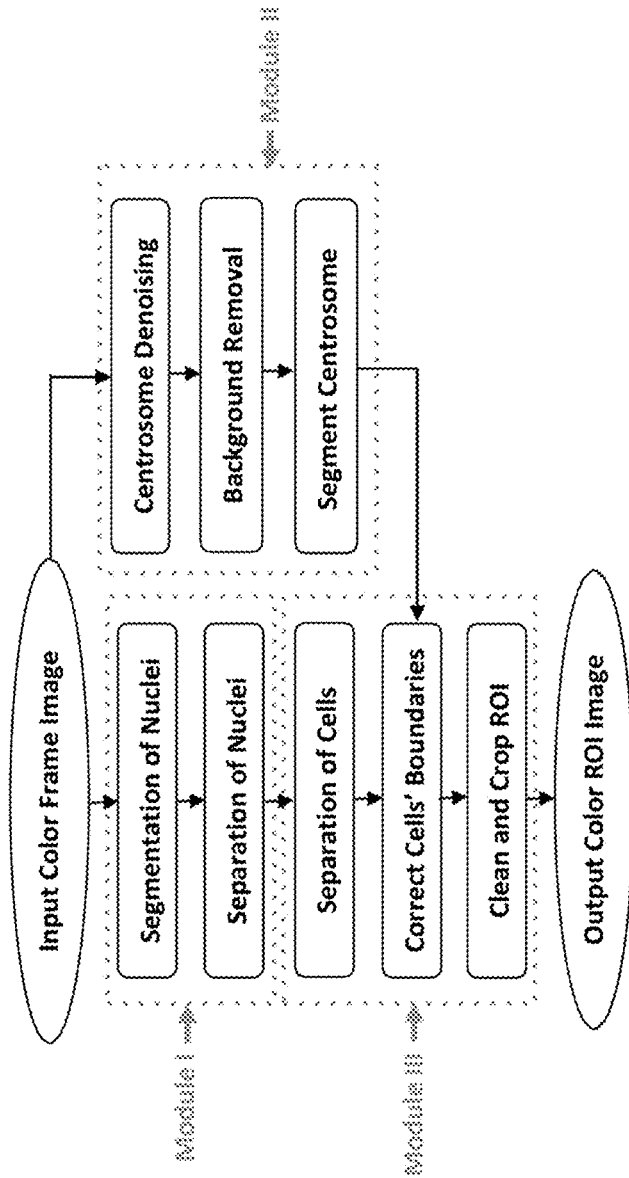 Input Color Frame Image
Module I
Segmentation of Nuclei
Separation of Nuclei
Centrosome Denoising
Background Removal
Segment Centrosome
Module II
Module III
Separation of Cells
Correct Cells' Boundaries
Clean and Crop ROI
Output Color ROI Image